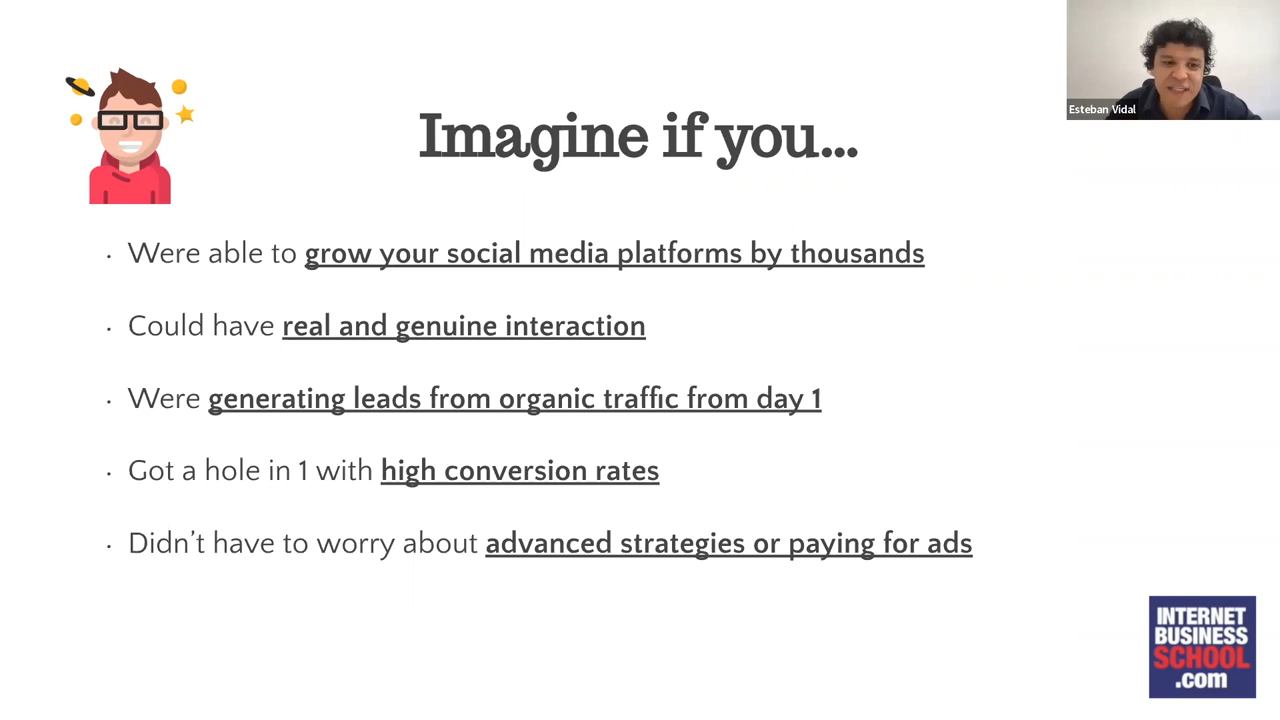 Esteban Vidal
Imagine if you...
· Were able to grow your social media platforms by thousands
· Could have real and genuine interaction
· Were generating leads from organic traffic from day 1
· Got a hole in 1 with high conversion rates
· Didn’t have to worry about advanced strategies or paying for ads
INTERNET
BUSINESS
SCHOOL
.com